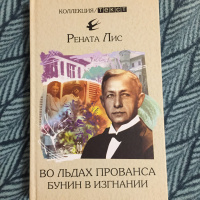 КОЛЛЕКЦИЯ/ТЕКСТ
РЕНАТА ЛИС
ВО ЛЬДАХ ПРОВАНСА
БУНИН В ИЗГНАНИИ